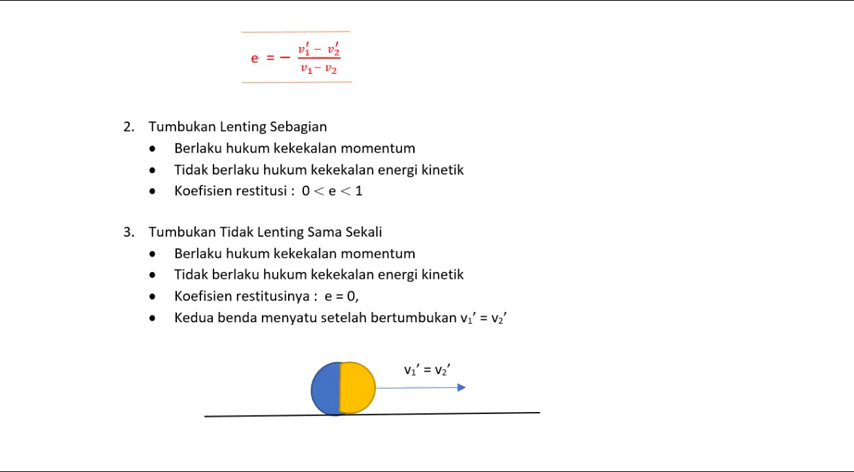 e = − (v₁′ − v₂′)/(v₁ − v₂)
2. Tumbukan Lenting Sebagian
• Berlaku hukum kekekalan momentum
• Tidak berlaku hukum kekekalan energi kinetik
• Koefisien restitusi : 0 < e < 1
3. Tumbukan Tidak Lenting Sama Sekali
• Berlaku hukum kekekalan momentum
• Tidak berlaku hukum kekekalan energi kinetik
• Koefisien restitusinya : e = 0,
• Kedua benda menyatu setelah bertumbukan v₁′ = v₂′
v₁′ = v₂′